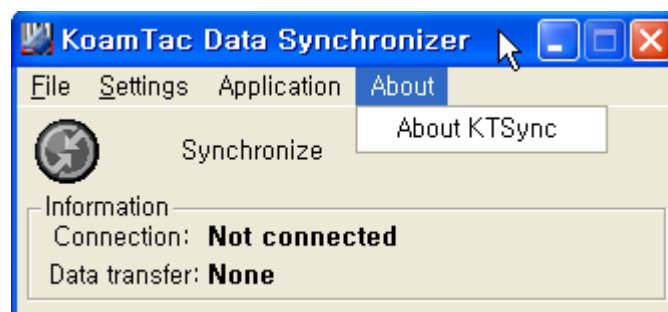 KoamTac Data Synchronizer
File Settings Application About
About KTSync
Synchronize
Information
Connection: Not connected
Data transfer: None